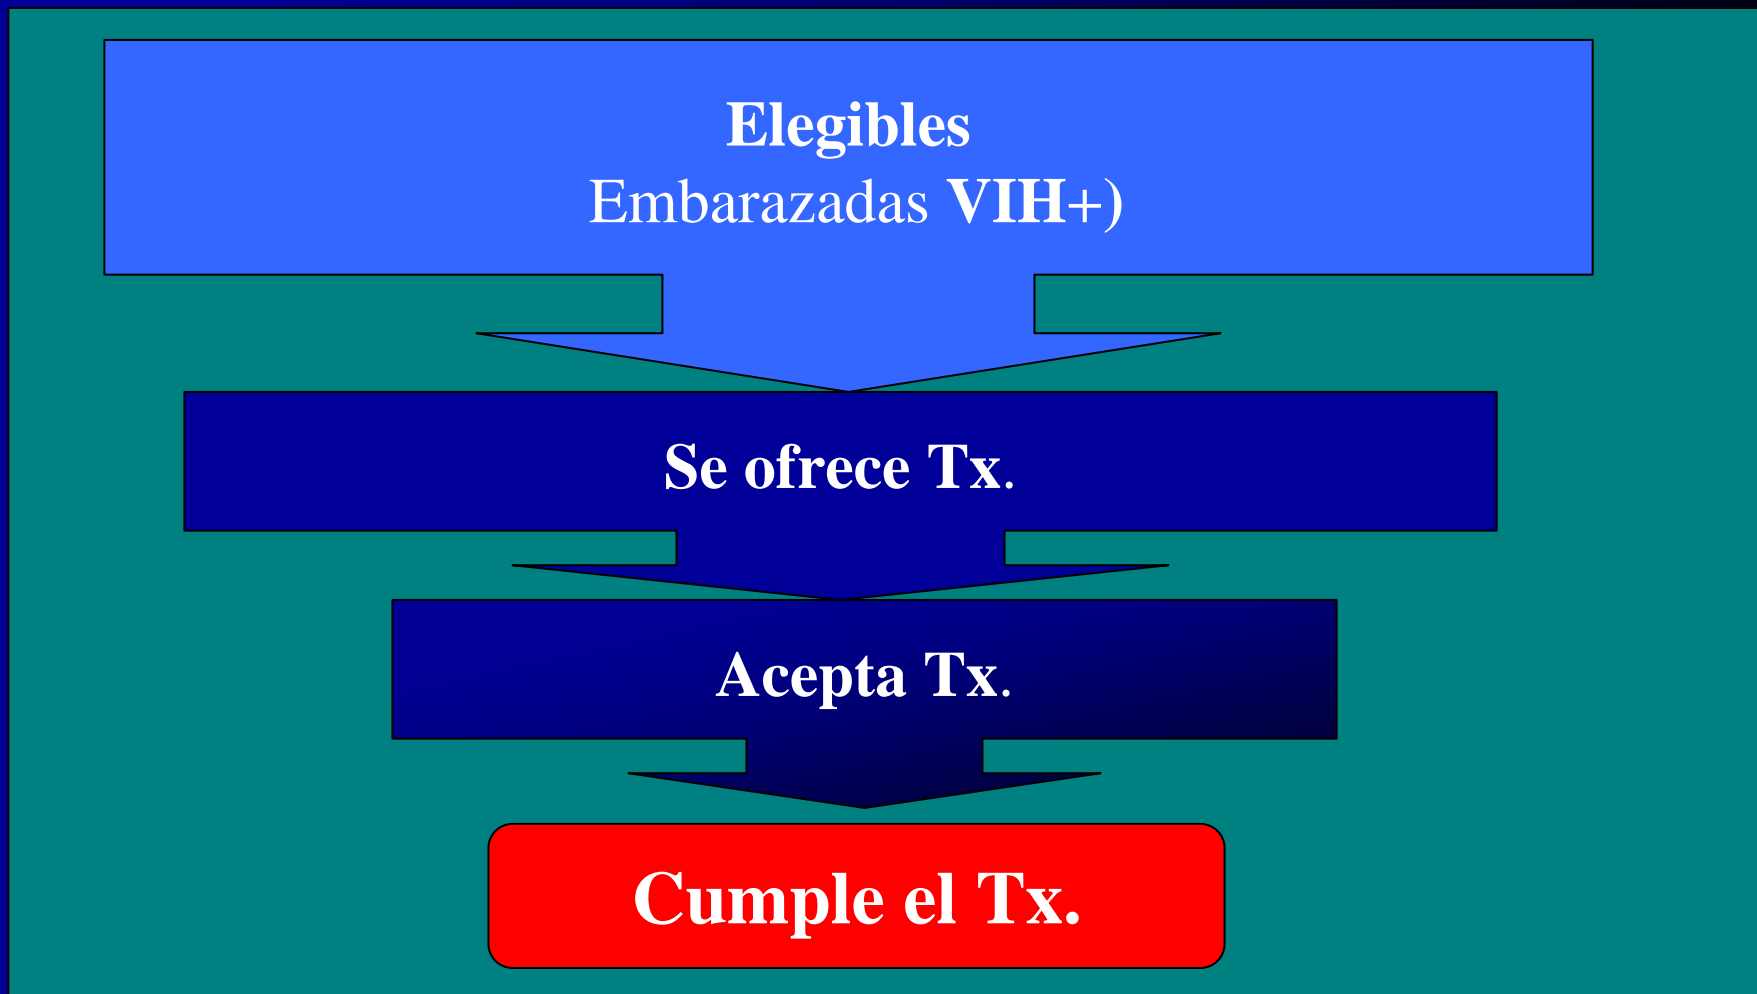 Elegibles
Embarazadas VIH+)
Se ofrece Tx.
Acepta Tx.
Cumple el Tx.